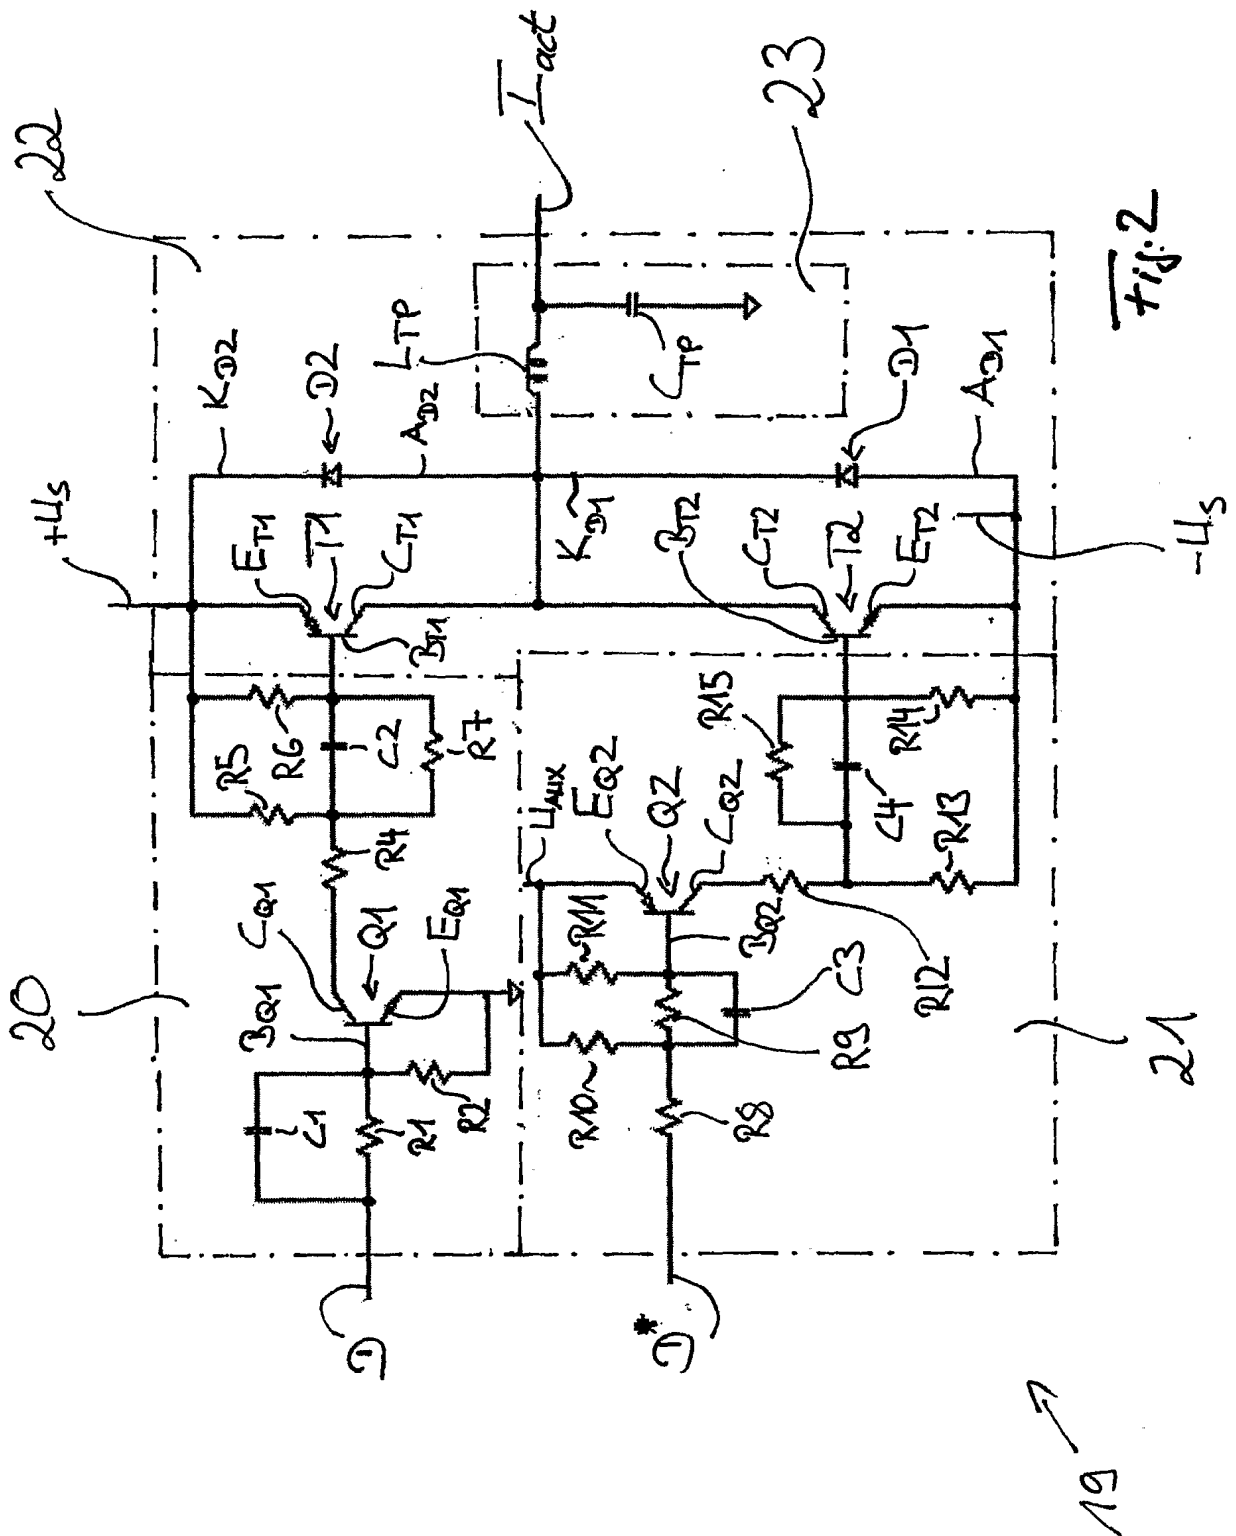 22
+U_S
K_D2
D2
A_D2
L_TP
I_act
23
C_TP
D1
A_D1
K_D1
E_T1
T1
C_T1
B_T1
B_T2
C_T2
T2
E_T2
-U_S
R5
R6
C2
R7
R4
20
C_Q1
Q1
E_Q1
B_Q1
C1
R1
R2
D
U_AUX
E_Q2
Q2
C_Q2
B_Q2
R11
R10
R9
C3
R8
R12
R15
R14
C4
R13
21
D*
19
Fig. 2